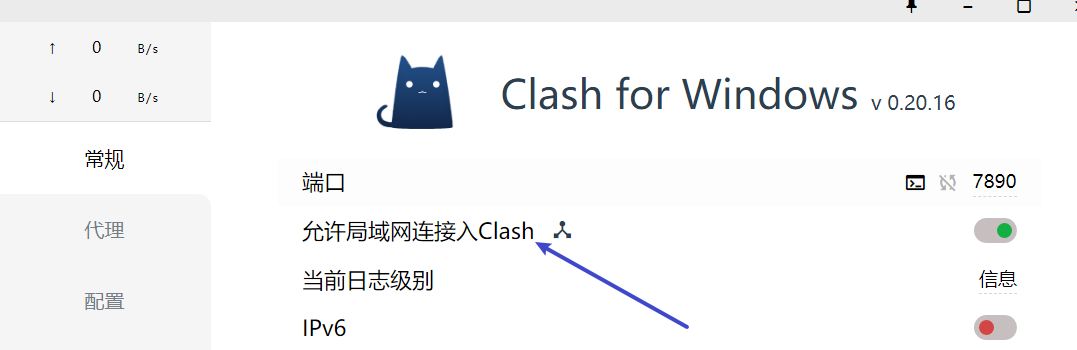 ↑ 0 B/s
↓ 0 B/s
Clash for Windows v 0.20.16
常规
端口 7890
代理
允许局域网连接入Clash
当前日志级别 信息
配置
IPv6